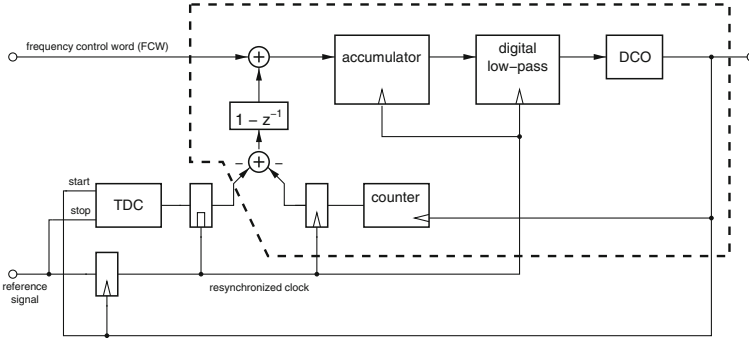 frequency control word (FCW)
+
accumulator
digital
low−pass
DCO
1 − z⁻¹
− + −
start
stop
TDC
counter
reference
signal
resynchronized clock